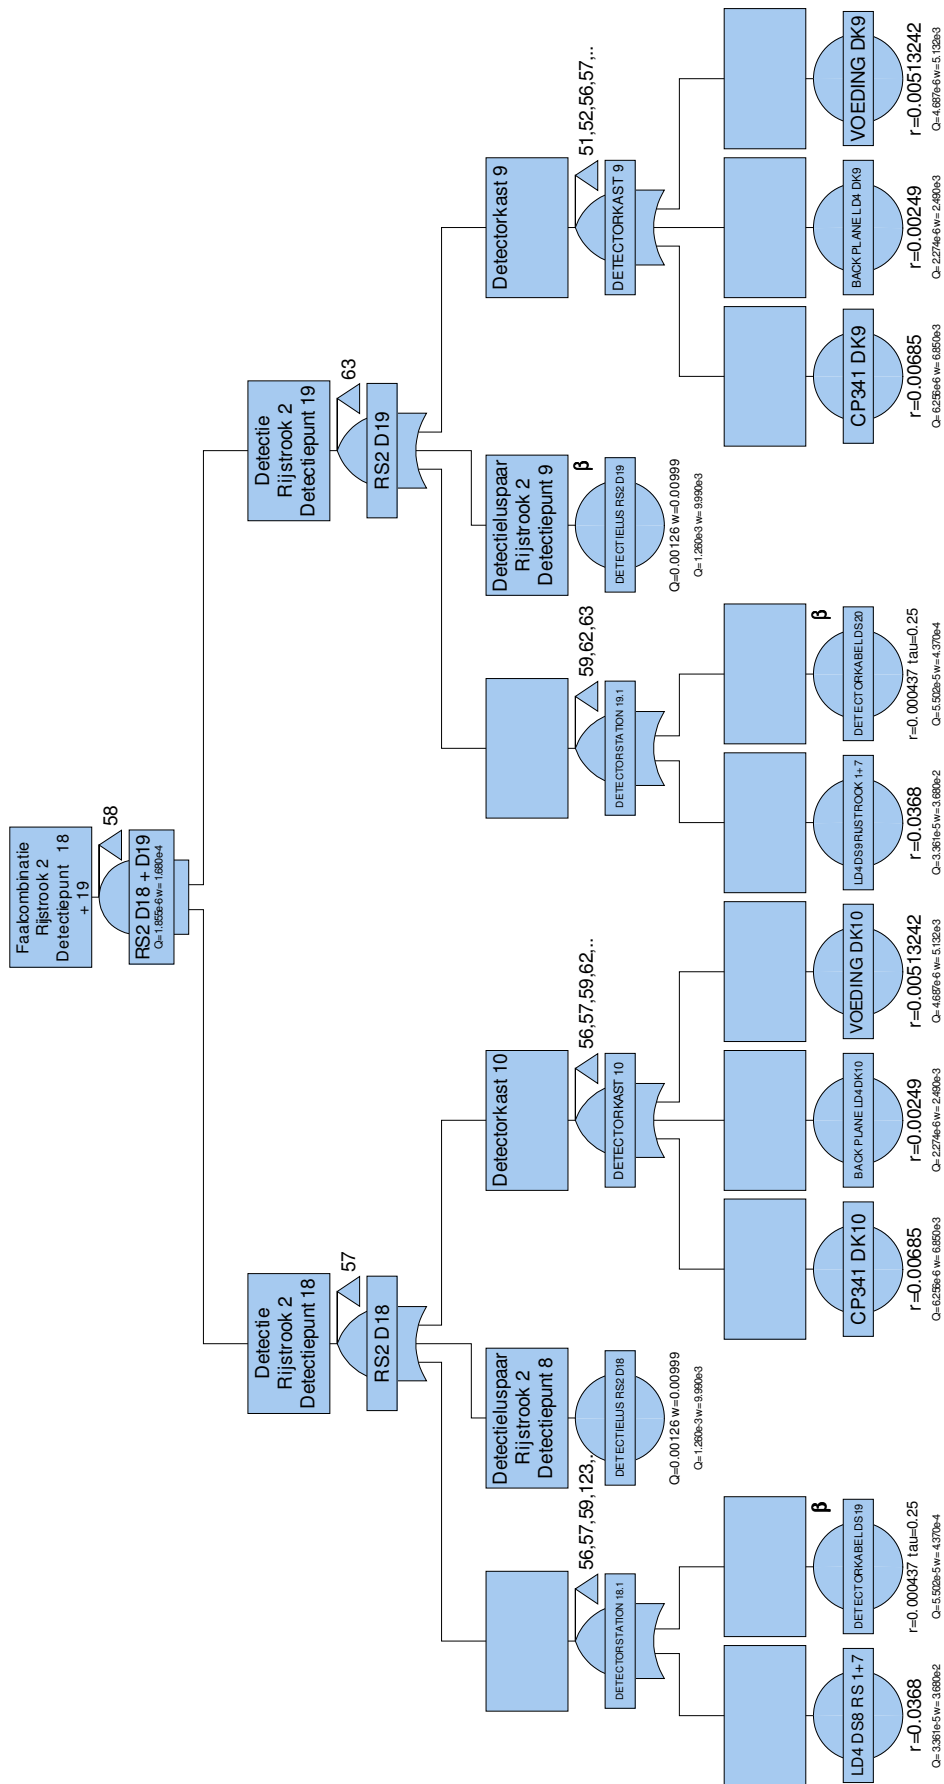 Faalcombinatie
Rijstrook 2
Detectiepunt 18
+ 19
58
RS2 D18 + D19
Q=1.855e-6 w=1.680e-4
Detectie
Rijstrook 2
Detectiepunt 18
57
RS2 D18
Detectie
Rijstrook 2
Detectiepunt 19
63
RS2 D19
56,57,59,123,..
DETECTORSTATION 18.1
Detectieluspaar
Rijstrook 2
Detectiepunt 8
DETECTIELUS RS2 D18
Q=0.00126 w=0.00999
Q=1.260e-3 w=9.990e-3
Detectorkast 10
56,57,59,62,..
DETECTORKAST 10
59,62,63
DETECTORSTATION 19.1
Detectieluspaar
Rijstrook 2
Detectiepunt 9
β
DETECTIELUS RS2 D19
Q=0.00126 w=0.00999
Q=1.260e-3 w=9.990e-3
Detectorkast 9
51,52,56,57,..
DETECTORKAST 9
LD4 DS8 RS 1+7
r=0.0368
Q=3.361e-5 w=3.680e-2
β
DETECTORKABEL DS19
r=0.000437 tau=0.25
Q=5.502e-5 w=4.370e-4
CP341 DK10
r=0.00685
Q=6.256e-6 w=6.850e-3
BACK PLANE LD4 DK10
r=0.00249
Q=2.274e-6 w=2.490e-3
VOEDING DK10
r=0.00513242
Q=4.687e-6 w=5.132e-3
LD4 DS9 RIJSTROOK 1+7
r=0.0368
Q=3.361e-5 w=3.680e-2
β
DETECTORKABEL DS20
r=0.000437 tau=0.25
Q=5.502e-5 w=4.370e-4
CP341 DK9
r=0.00685
Q=6.256e-6 w=6.850e-3
BACK PLANE LD4 DK9
r=0.00249
Q=2.274e-6 w=2.490e-3
VOEDING DK9
r=0.00513242
Q=4.687e-6 w=5.132e-3